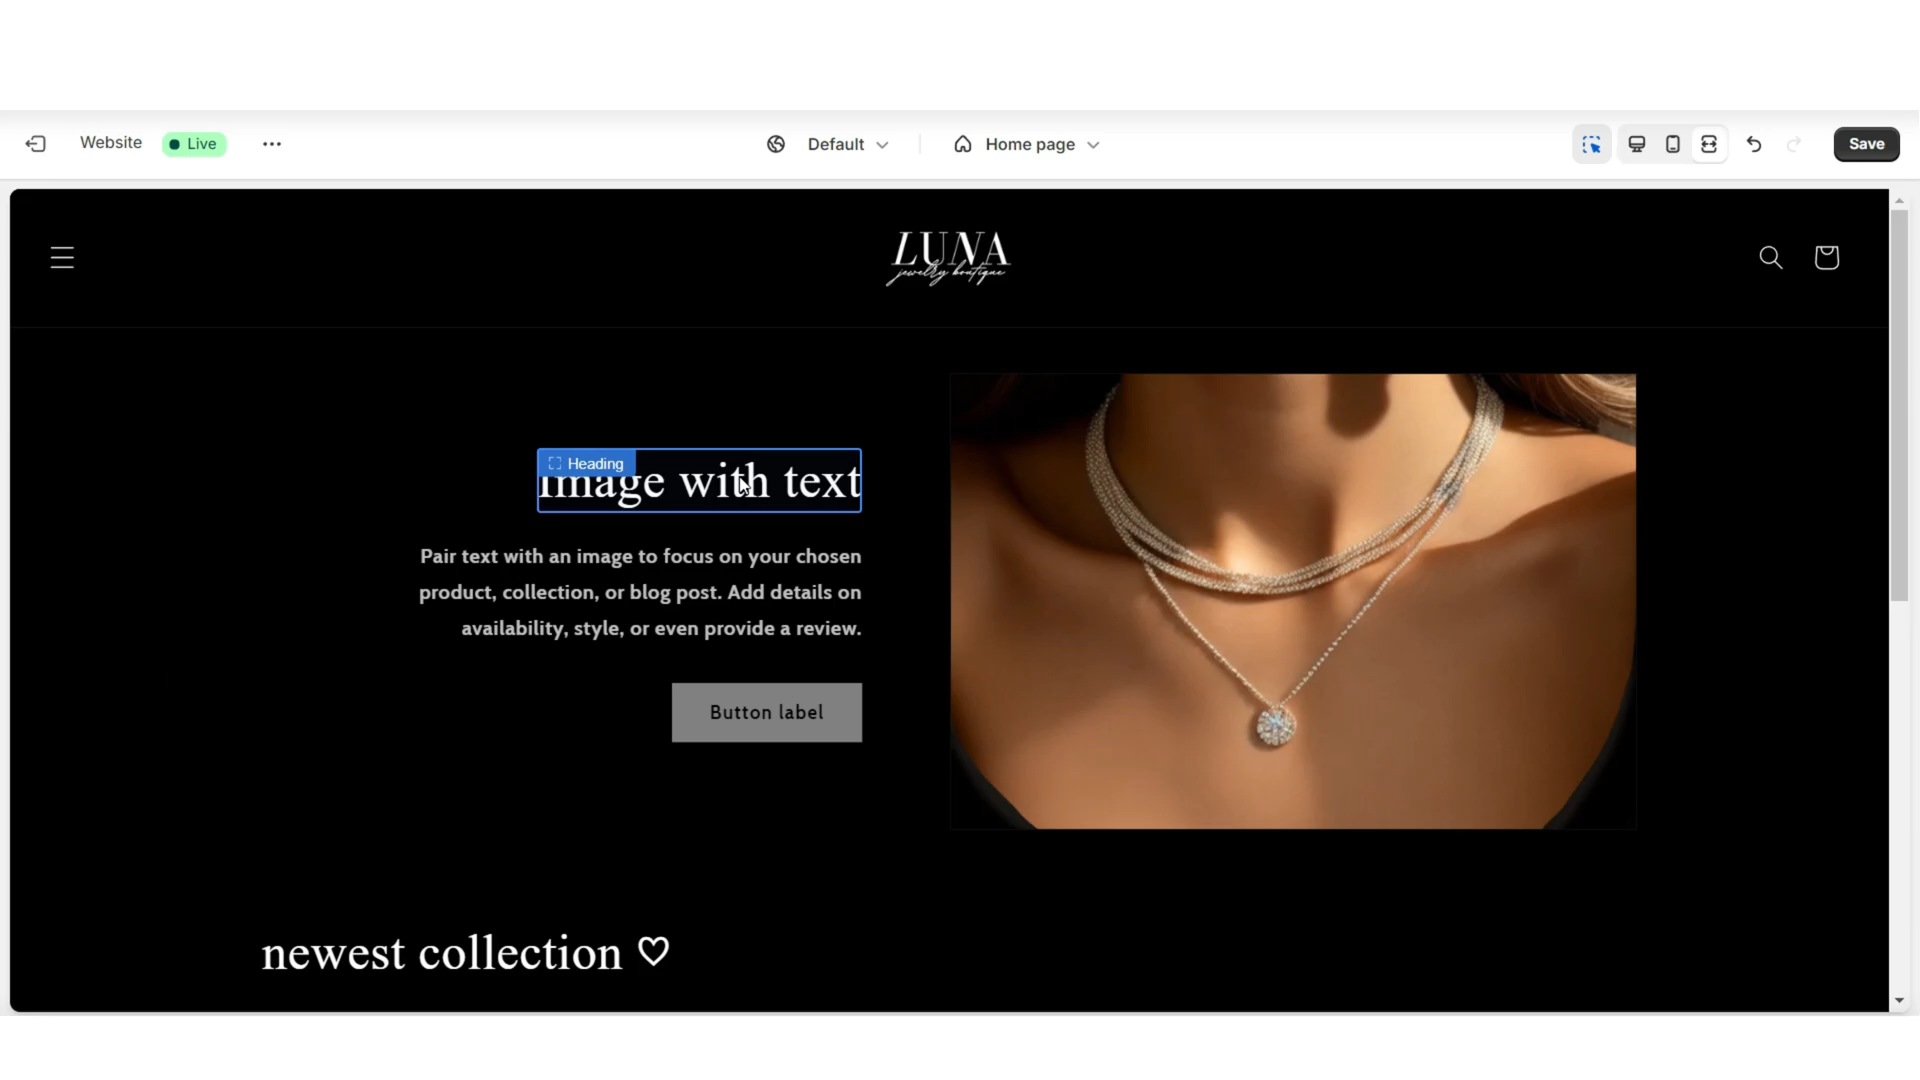 Website
Live
Default
Home page
Save
LUNA
jewelry boutique
Heading
Image with text
Pair text with an image to focus on your chosen
product, collection, or blog post. Add details on
availability, style, or even provide a review.
Button label
newest collection ♡